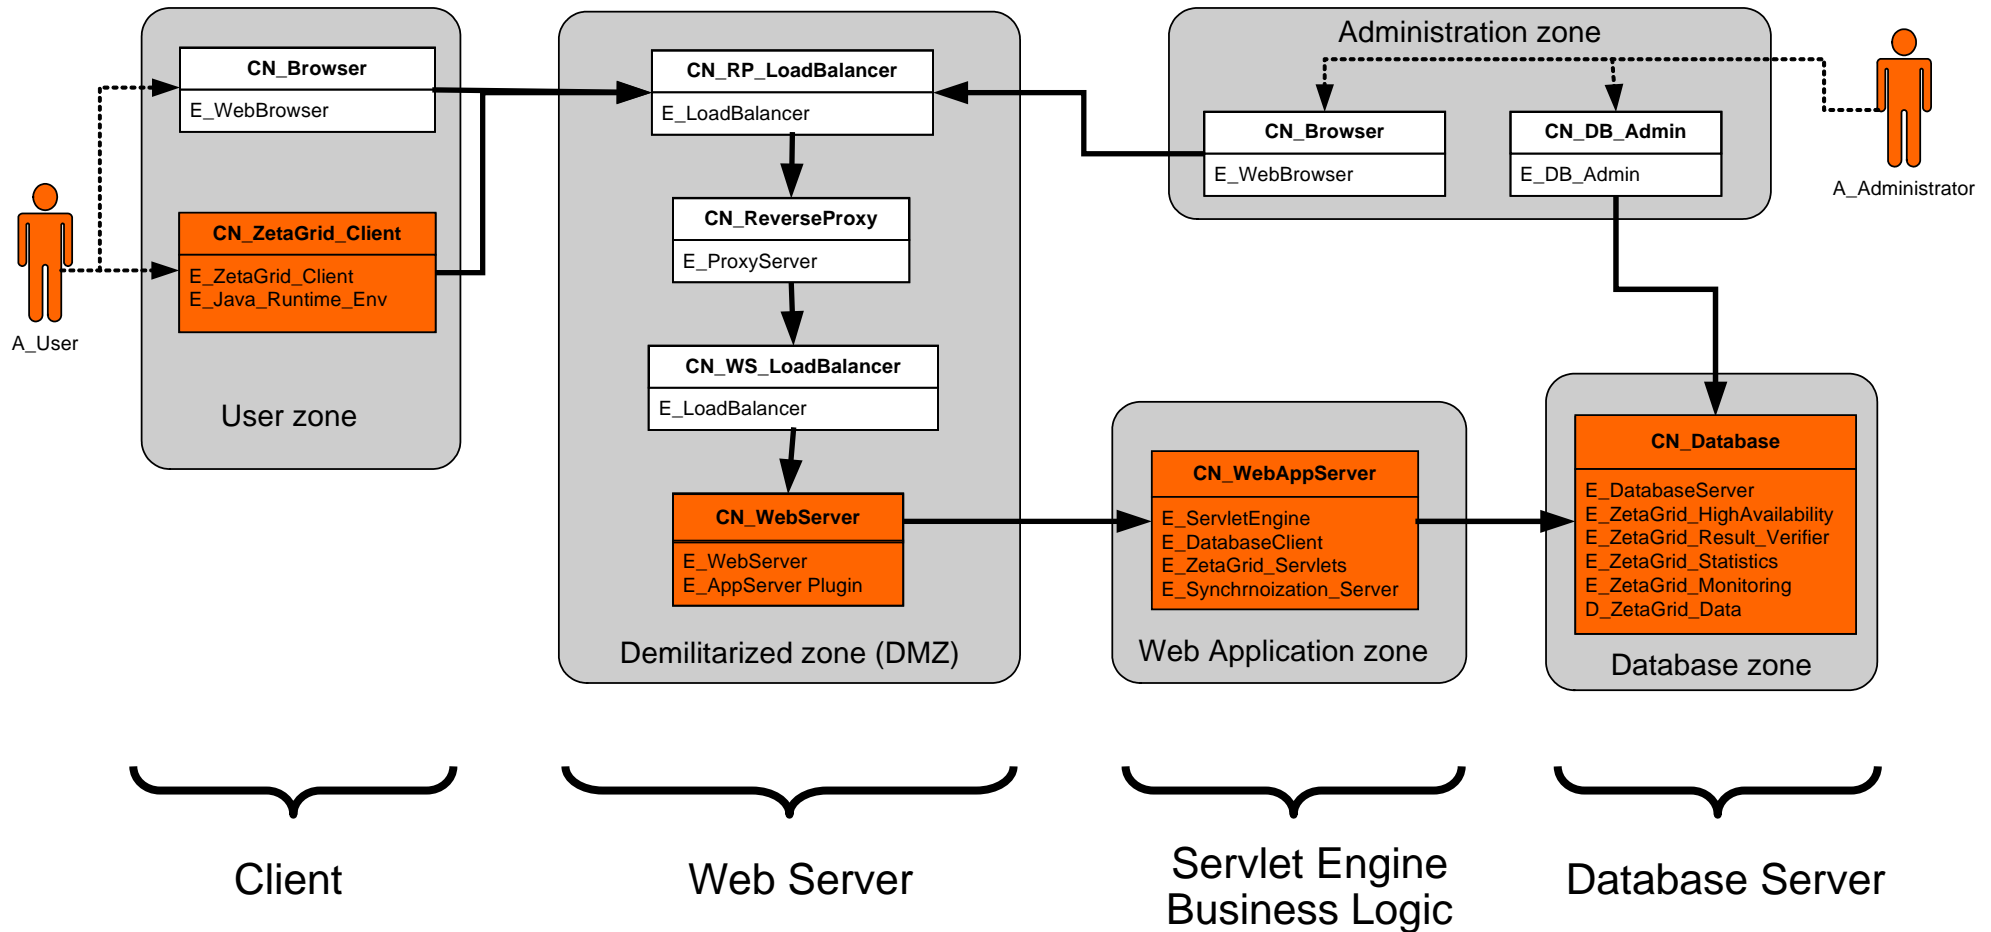 CN_Browser
E_WebBrowser
CN_ZetaGrid_Client
E_ZetaGrid_Client
E_Java_Runtime_Env
A_User
User zone
CN_RP_LoadBalancer
E_LoadBalancer
CN_ReverseProxy
E_ProxyServer
CN_WS_LoadBalancer
E_LoadBalancer
CN_WebServer
E_WebServer
E_AppServer Plugin
Demilitarized zone (DMZ)
Administration zone
CN_Browser
E_WebBrowser
CN_DB_Admin
E_DB_Admin
A_Administrator
CN_WebAppServer
E_ServletEngine
E_DatabaseClient
E_ZetaGrid_Servlets
E_Synchrnoization_Server
Web Application zone
CN_Database
E_DatabaseServer
E_ZetaGrid_HighAvailability
E_ZetaGrid_Result_Verifier
E_ZetaGrid_Statistics
E_ZetaGrid_Monitoring
D_ZetaGrid_Data
Database zone
Client
Web Server
Servlet Engine
Business Logic
Database Server